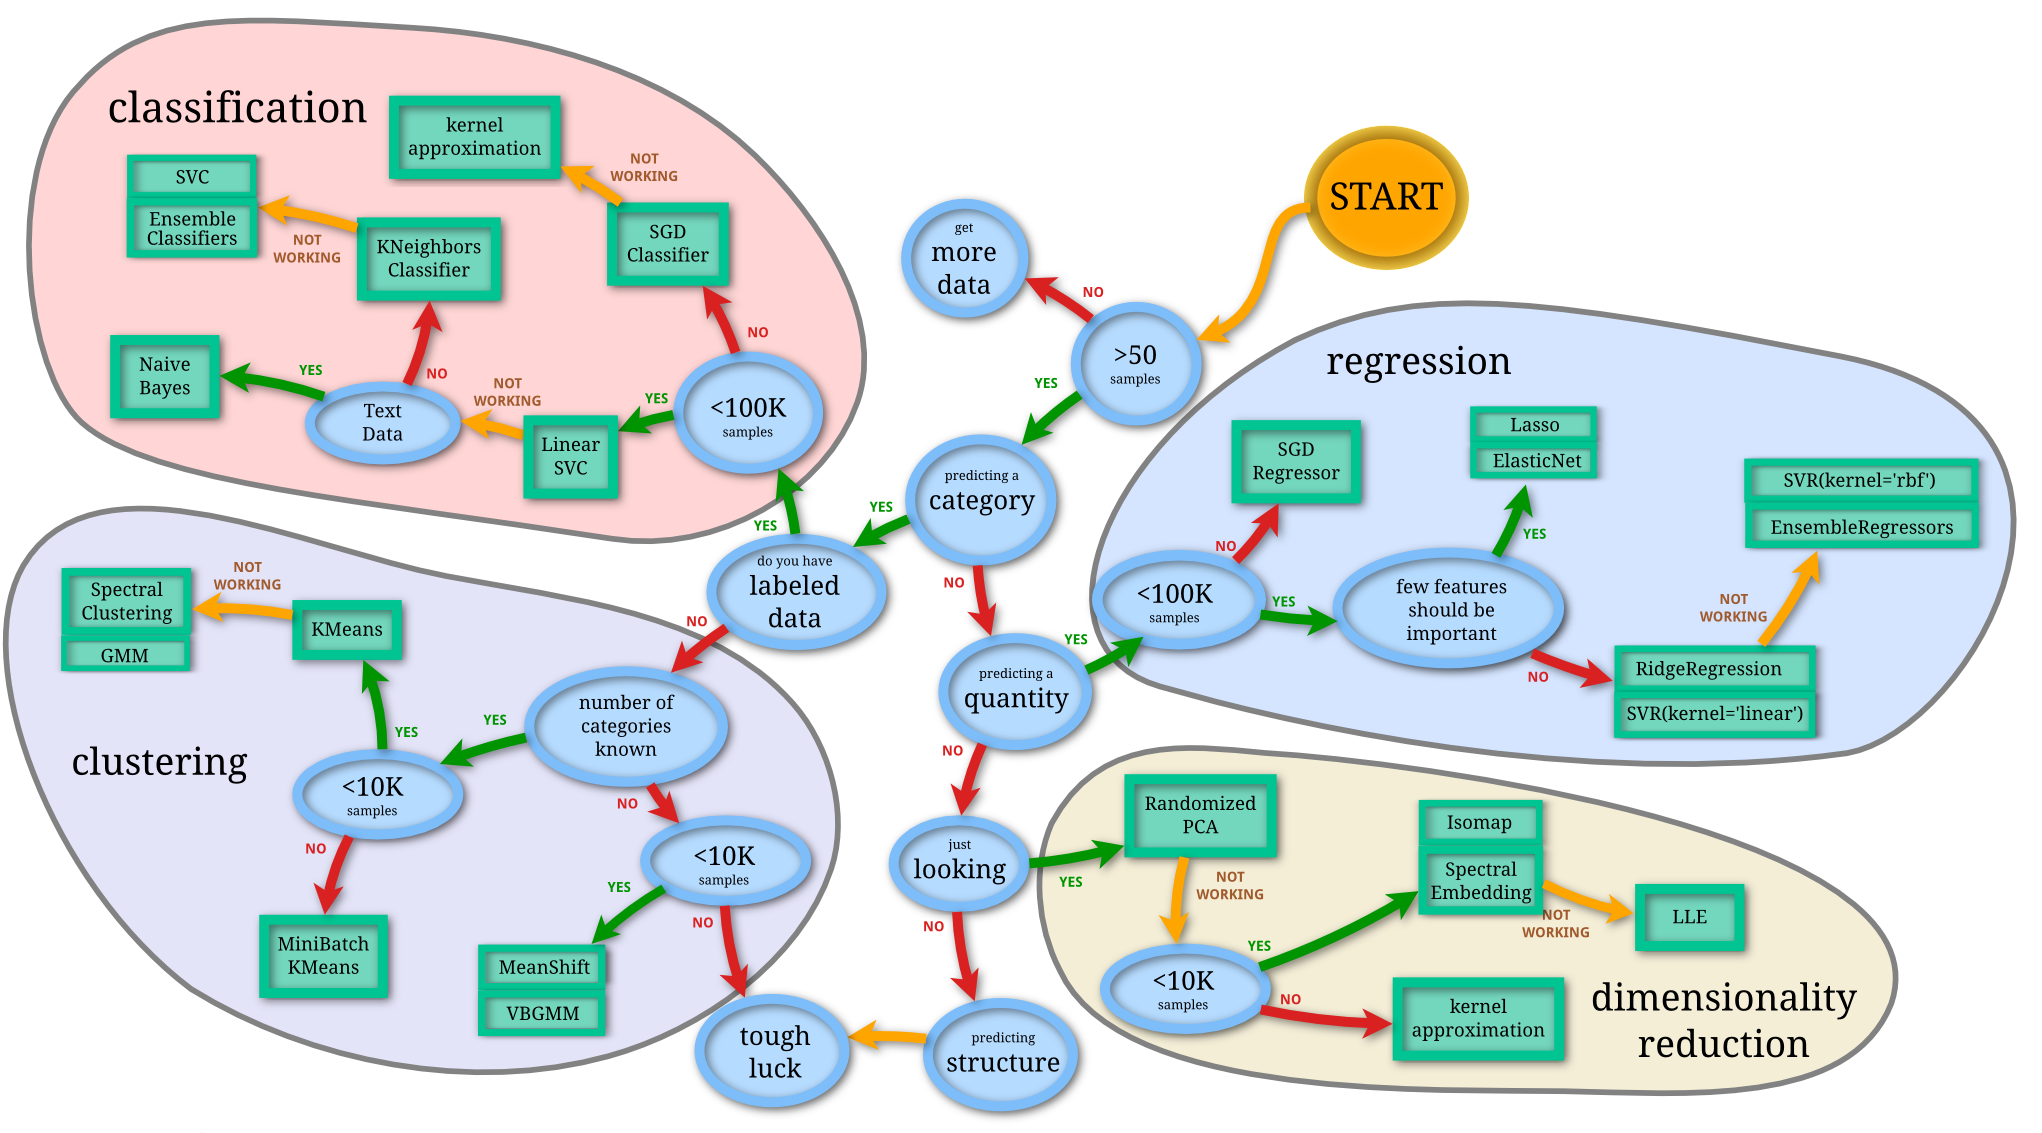 classification
kernel
approximation
NOT
WORKING
SVC
Ensemble
Classifiers
NOT
WORKING
KNeighbors
Classifier
SGD
Classifier
NO
Naive
Bayes
YES
NO
Text
Data
NOT
WORKING
Linear
SVC
YES
<100K
samples
YES
START
get
more
data
NO
>50
samples
YES
predicting a
category
YES
NO
do you have
labeled
data
NO
predicting a
quantity
YES
NO
just
looking
YES
NO
predicting
structure
tough
luck
regression
SGD
Regressor
NO
<100K
samples
YES
Lasso
ElasticNet
YES
few features
should be
important
NO
SVR(kernel='rbf')
EnsembleRegressors
NOT
WORKING
RidgeRegression
SVR(kernel='linear')
clustering
Spectral
Clustering
GMM
NOT
WORKING
KMeans
YES
number of
categories
known
YES
NO
<10K
samples
NO
MiniBatch
KMeans
<10K
samples
YES
NO
MeanShift
VBGMM
Randomized
PCA
NOT
WORKING
<10K
samples
YES
NO
Isomap
Spectral
Embedding
NOT
WORKING
LLE
kernel
approximation
dimensionality
reduction